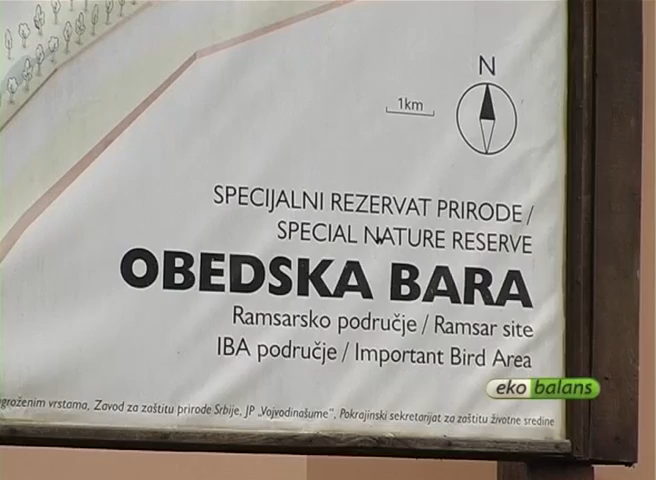 N
1km
SPECIJALNI REZERVAT PRIRODE /
SPECIAL NATURE RESERVE
OBEDSKA BARA
Ramsarsko područje / Ramsar site
IBA područje / Important Bird Area
eko balans
groženim vrstama, Zavod za zaštitu prirode Srbije, JP „Vojvodinašume", Pokrajinski sekretarijat za zaštitu životne sredine